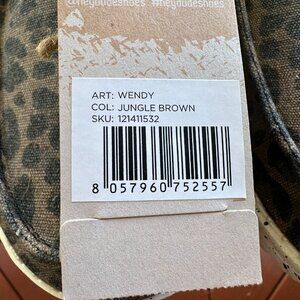 @heydudeshoes #heydudeshoes
ART: WENDY
COL: JUNGLE BROWN
SKU: 121411532
8 057960 752557